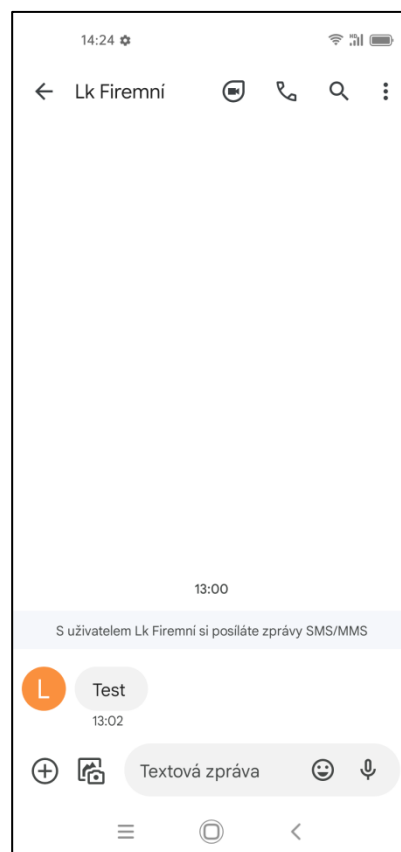 14:24
Lk Firemní
13:00
S uživatelem Lk Firemní si posíláte zprávy SMS/MMS
L
Test
13:02
Textová zpráva